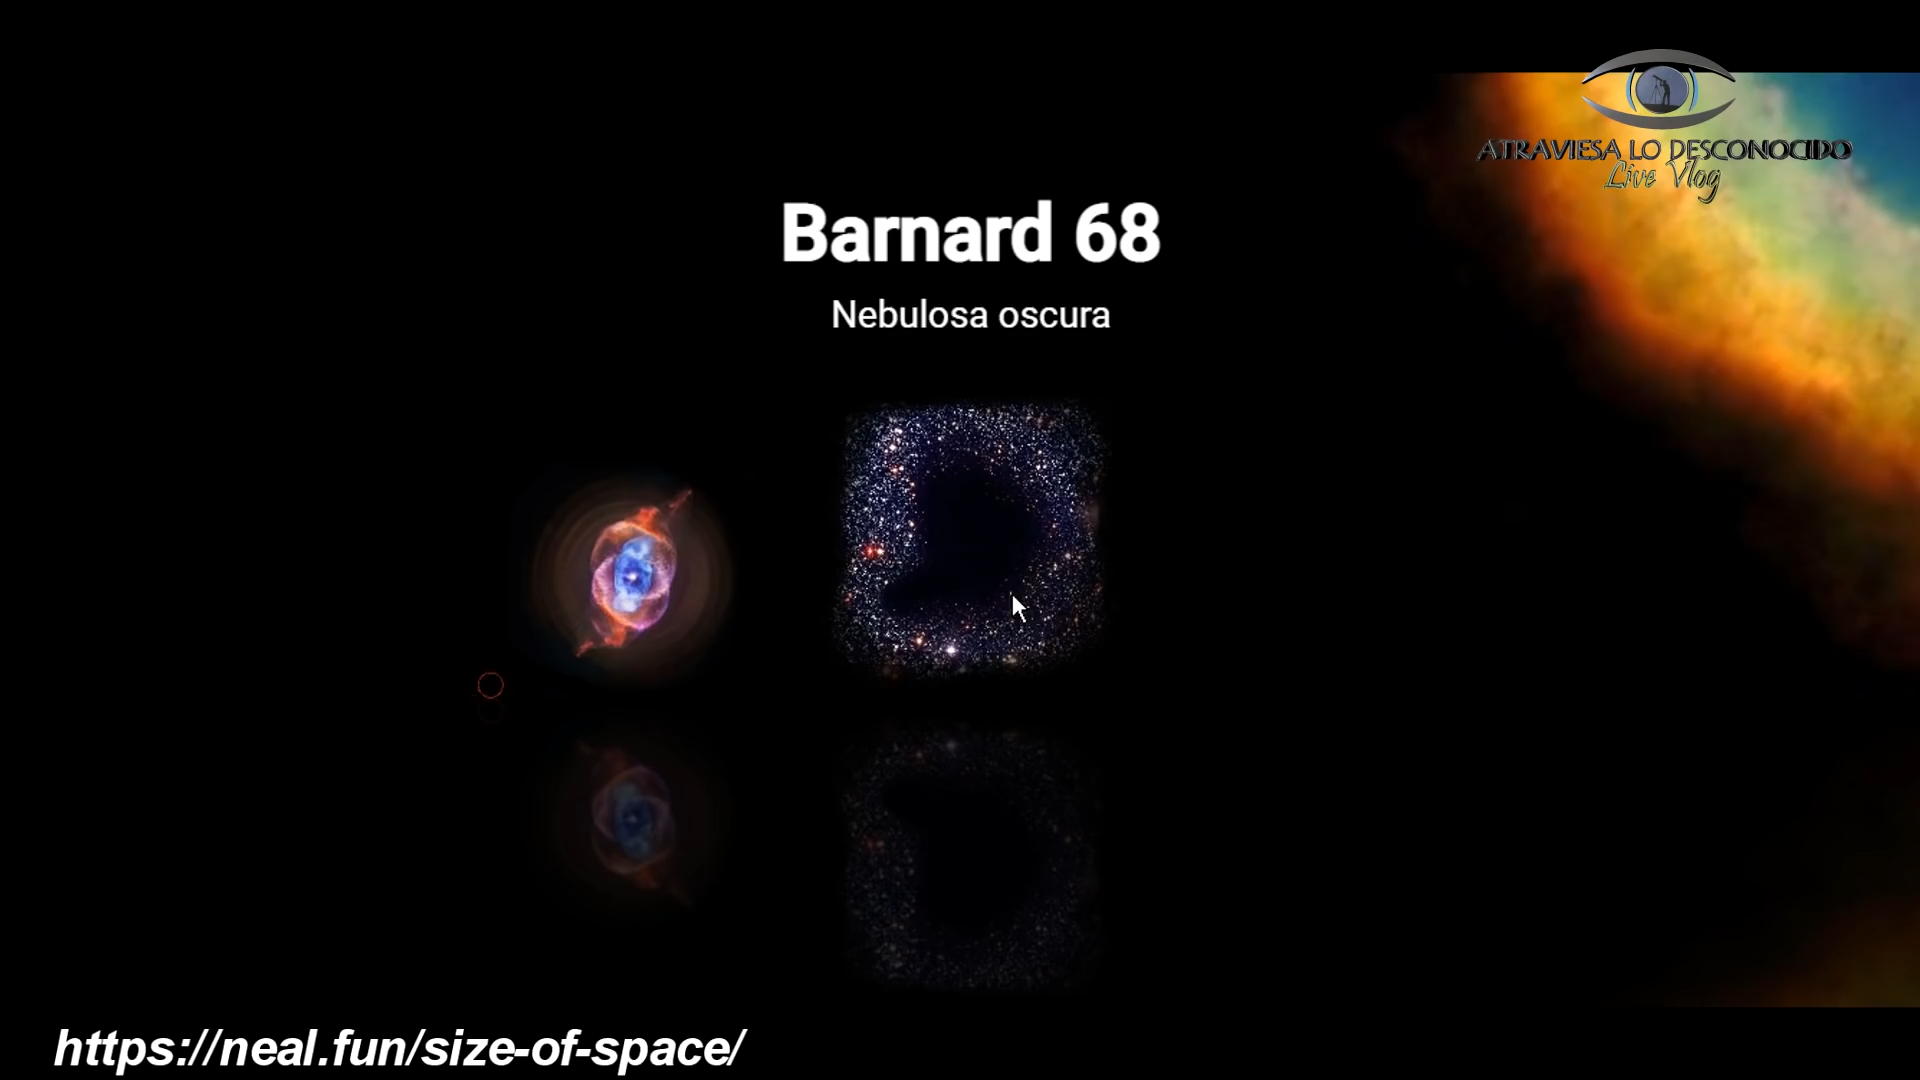 ATRAVIESA LO DESCONOCIDO
Live Vlog
Barnard 68
Nebulosa oscura
https://neal.fun/size-of-space/